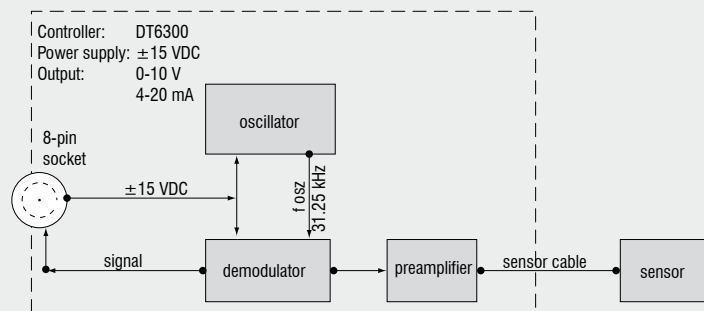 Controller: DT6300
Power supply: ±15 VDC
Output: 0-10 V
4-20 mA
oscillator
8-pin
socket
±15 VDC
f osz
31.25 kHz
signal
demodulator
preamplifier
sensor cable
sensor